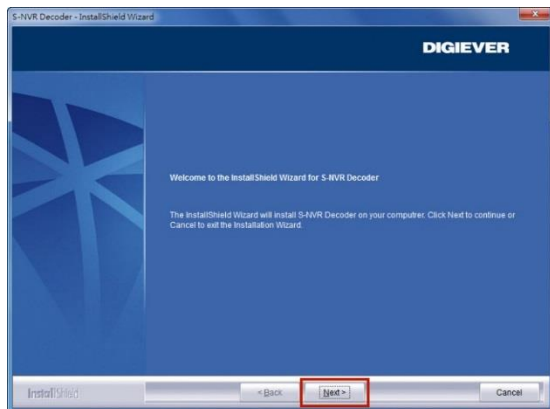 S-NVR Decoder - InstallShield Wizard
DIGIEVER
Welcome to the InstallShield Wizard for S-NVR Decoder
The InstallShield Wizard will install S-NVR Decoder on your computrer. Click Next to continue or
Cancel to exit the Installation Wizard.
InstallShield
< Back
Next >
Cancel